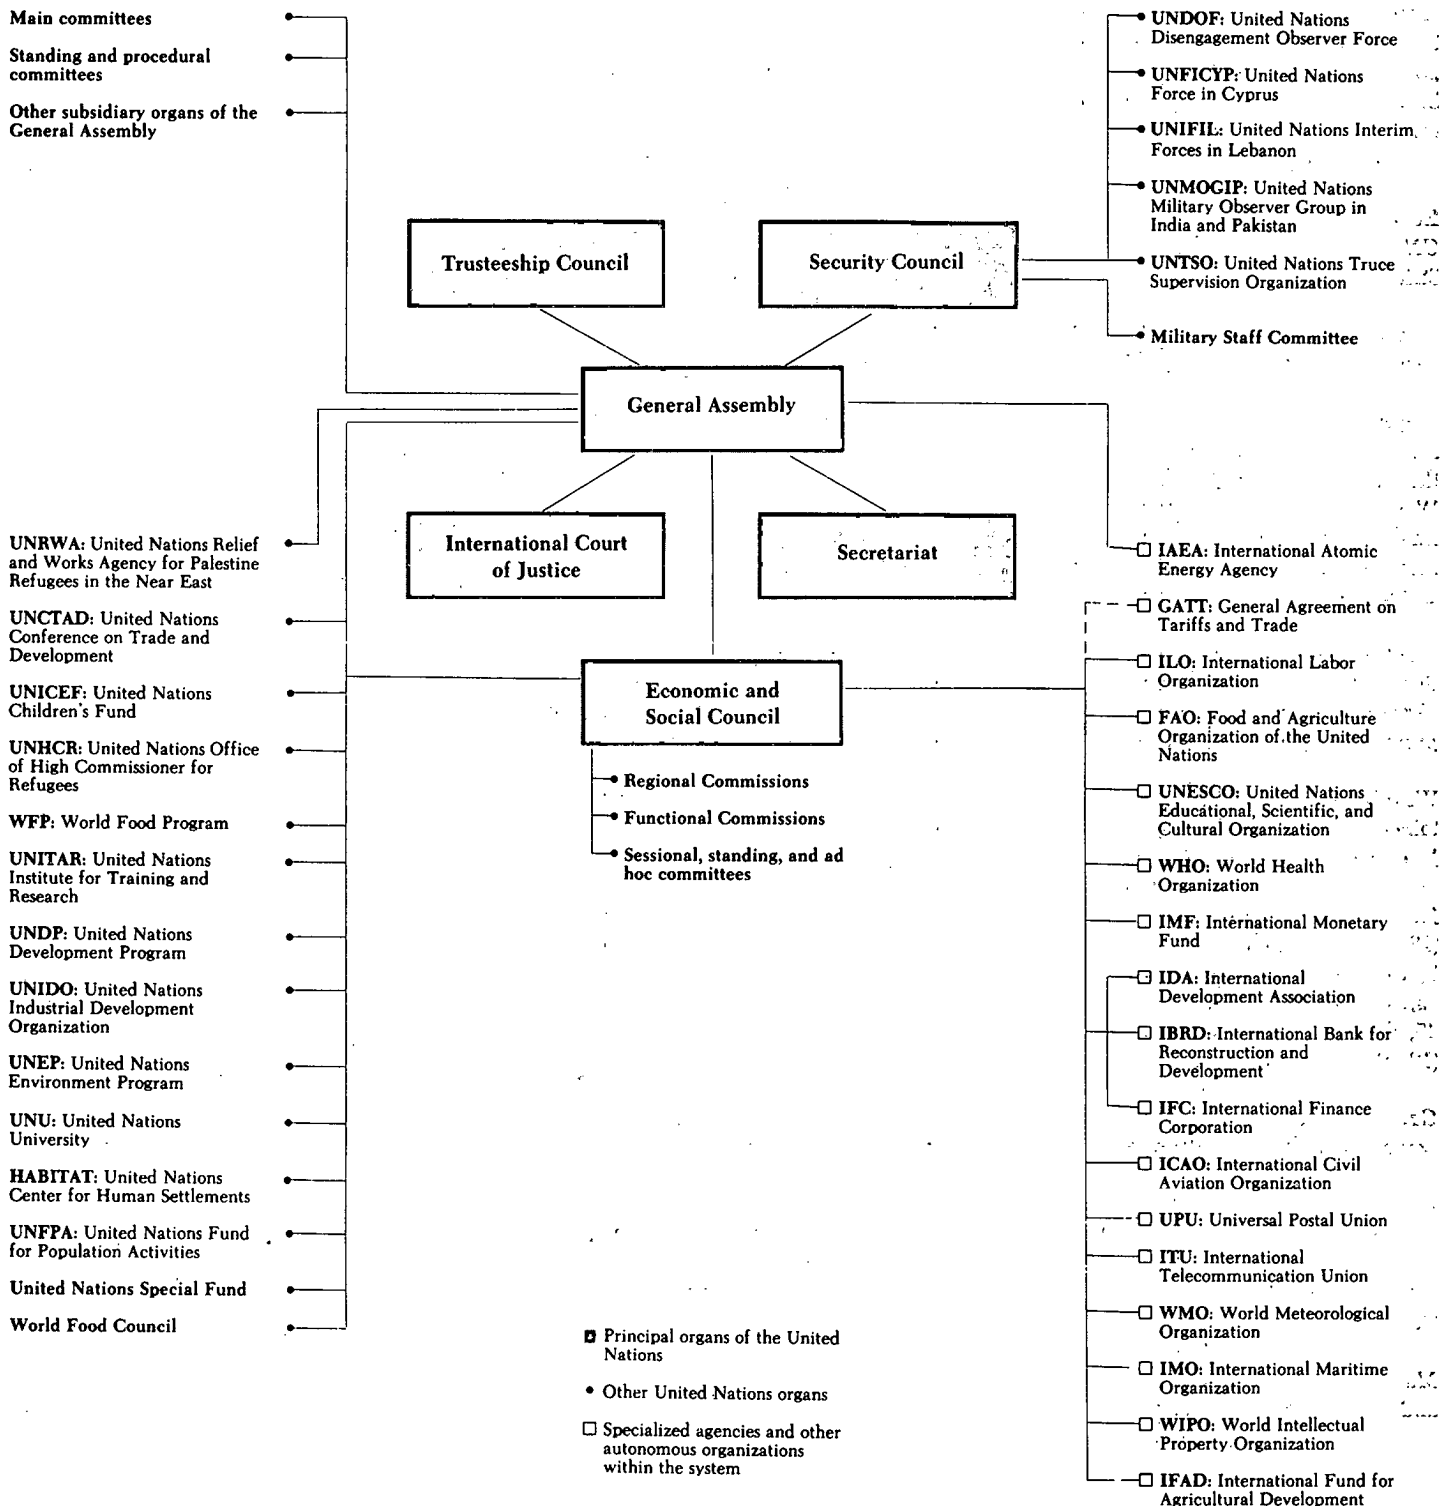 Main committees
Standing and procedural
committees
Other subsidiary organs of the
General Assembly
UNDOF: United Nations
Disengagement Observer Force
UNFICYP: United Nations
Force in Cyprus
UNIFIL: United Nations Interim
Forces in Lebanon
UNMOGIP: United Nations
Military Observer Group in
India and Pakistan
UNTSO: United Nations Truce
Supervision Organization
Military Staff Committee
Trusteeship Council
Security Council
General Assembly
International Court
of Justice
Secretariat
Economic and
Social Council
Regional Commissions
Functional Commissions
Sessional, standing, and ad
hoc committees
UNRWA: United Nations Relief
and Works Agency for Palestine
Refugees in the Near East
UNCTAD: United Nations
Conference on Trade and
Development
UNICEF: United Nations
Children's Fund
UNHCR: United Nations Office
of High Commissioner for
Refugees
WFP: World Food Program
UNITAR: United Nations
Institute for Training and
Research
UNDP: United Nations
Development Program
UNIDO: United Nations
Industrial Development
Organization
UNEP: United Nations
Environment Program
UNU: United Nations
University
HABITAT: United Nations
Center for Human Settlements
UNFPA: United Nations Fund
for Population Activities
United Nations Special Fund
World Food Council
IAEA: International Atomic
Energy Agency
GATT: General Agreement on
Tariffs and Trade
ILO: International Labor
Organization
FAO: Food and Agriculture
Organization of the United
Nations
UNESCO: United Nations
Educational, Scientific, and
Cultural Organization
WHO: World Health
Organization
IMF: International Monetary
Fund
IDA: International
Development Association
IBRD: International Bank for
Reconstruction and
Development
IFC: International Finance
Corporation
ICAO: International Civil
Aviation Organization
UPU: Universal Postal Union
ITU: International
Telecommunication Union
WMO: World Meteorological
Organization
IMO: International Maritime
Organization
WIPO: World Intellectual
Property Organization
IFAD: International Fund for
Agricultural Development
Principal organs of the United
Nations
Other United Nations organs
Specialized agencies and other
autonomous organizations
within the system